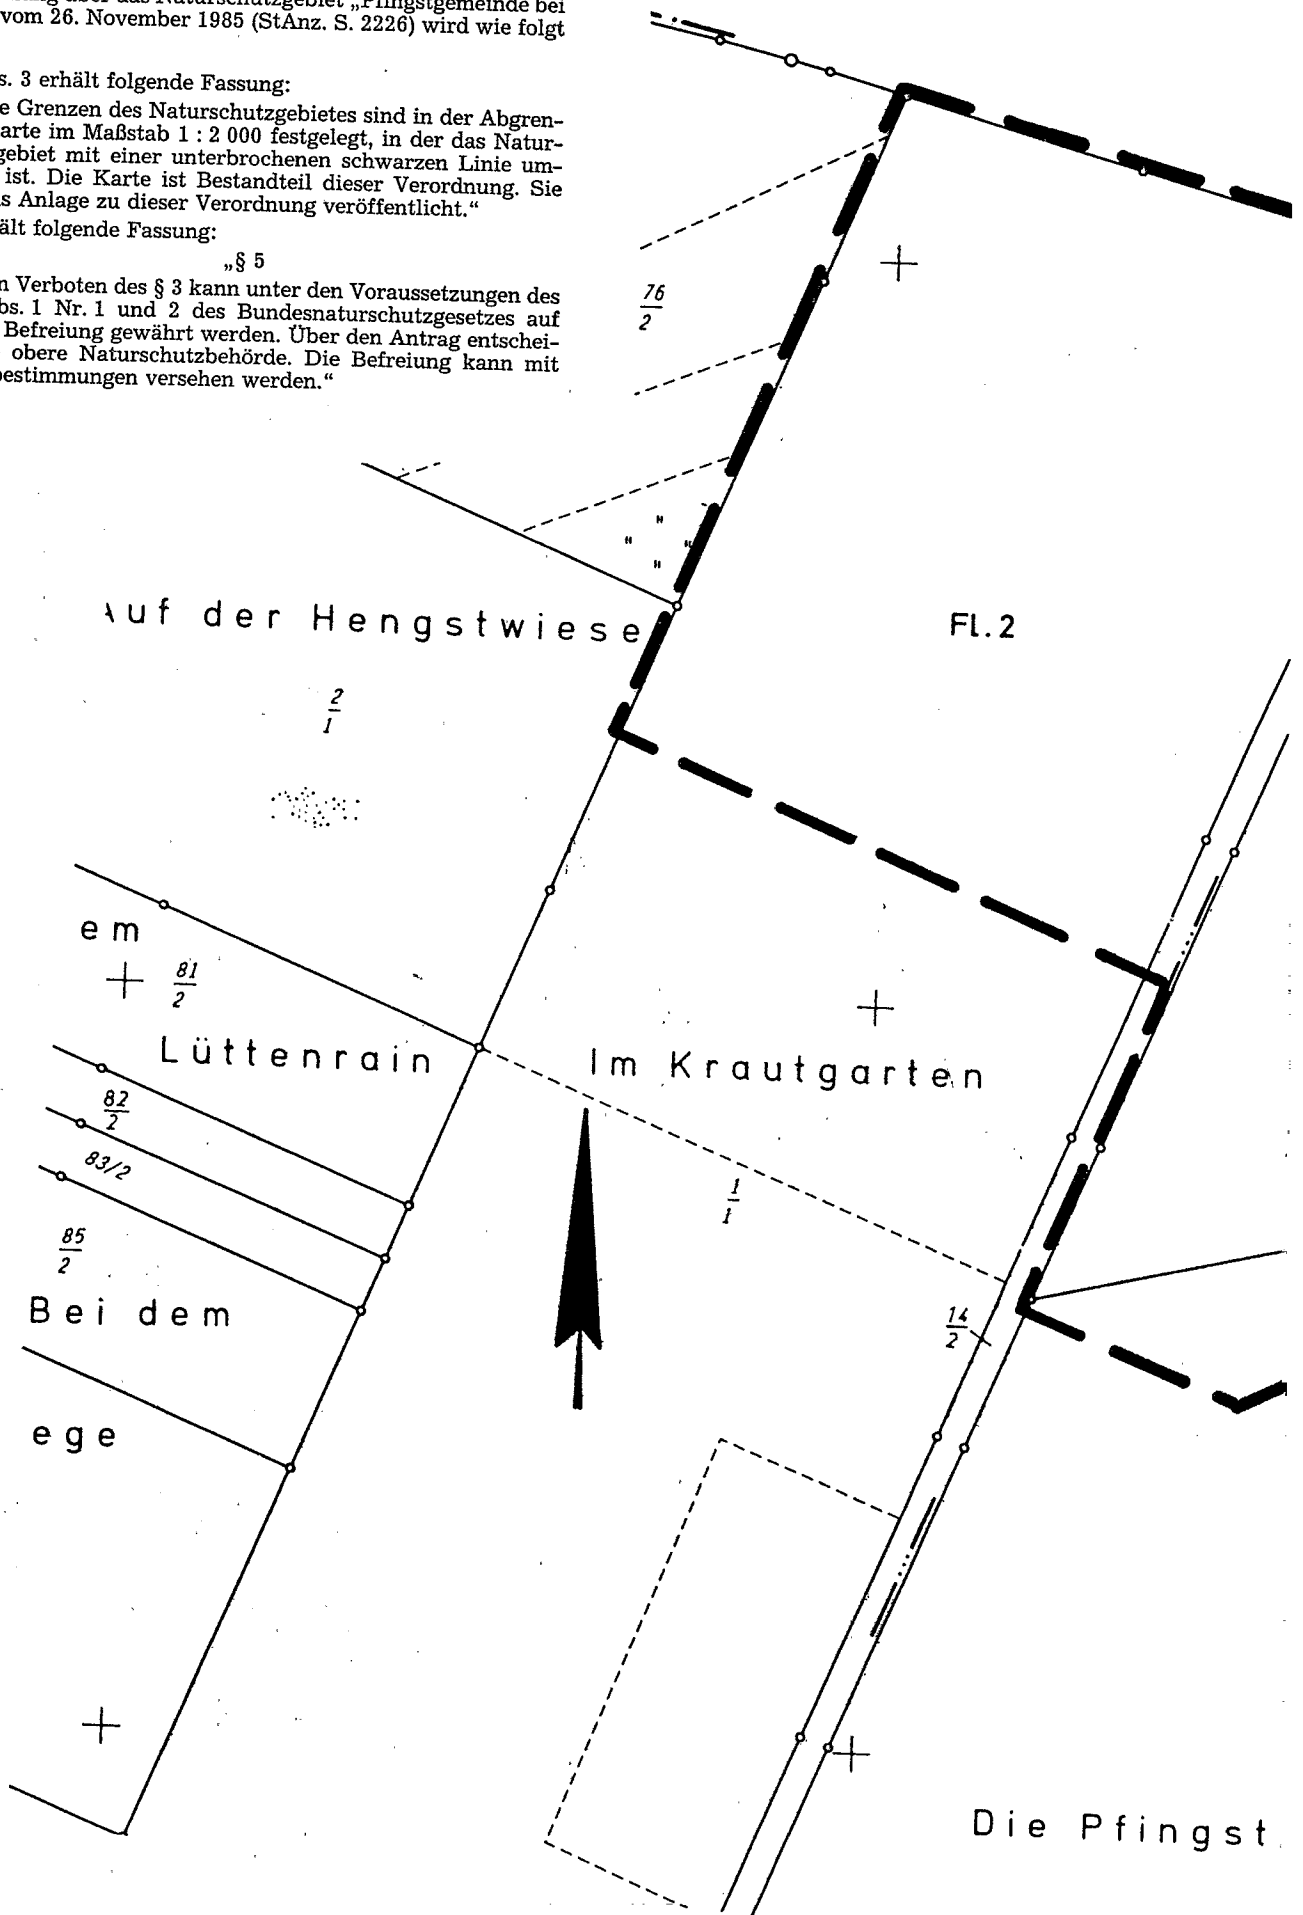 über das Naturschutzgebiet „Pfingstgemeinde bei
vom 26. November 1985 (StAnz. S. 2226) wird wie folgt
s. 3 erhält folgende Fassung:
e Grenzen des Naturschutzgebietes sind in der Abgren-
arte im Maßstab 1 : 2 000 festgelegt, in der das Natur-
gebiet mit einer unterbrochenen schwarzen Linie um-
ist. Die Karte ist Bestandteil dieser Verordnung. Sie
s Anlage zu dieser Verordnung veröffentlicht.“
ält folgende Fassung:
„§ 5
n Verboten des § 3 kann unter den Voraussetzungen des
bs. 1 Nr. 1 und 2 des Bundesnaturschutzgesetzes auf
Befreiung gewährt werden. Über den Antrag entschei-
obere Naturschutzbehörde. Die Befreiung kann mit
bestimmungen versehen werden.“
76
2
uf der Hengstwiese
Fl. 2
2
1
em
81
2
Lüttenrain
Im Krautgarten
82
2
83/2
1
1
85
2
Bei dem
14
2
ege
Die Pfingst